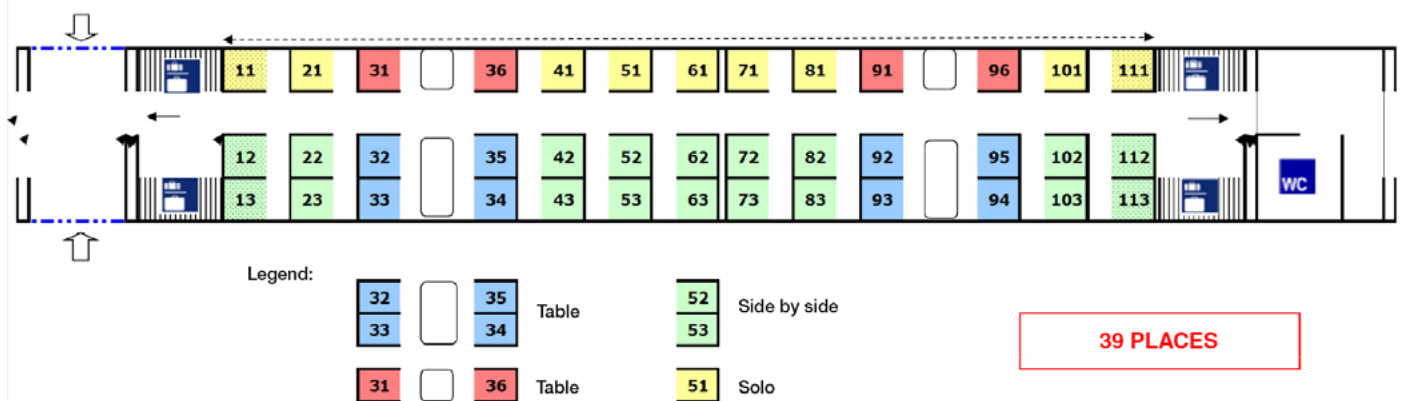 11 21 31 36 41 51 61 71 81 91 96 101 111
12 22 32 35 42 52 62 72 82 92 95 102 112
13 23 33 34 43 53 63 73 83 93 94 103 113
WC
Legend:
32 35 Table 52 Side by side
33 34 53
39 PLACES
31 36 Table 51 Solo